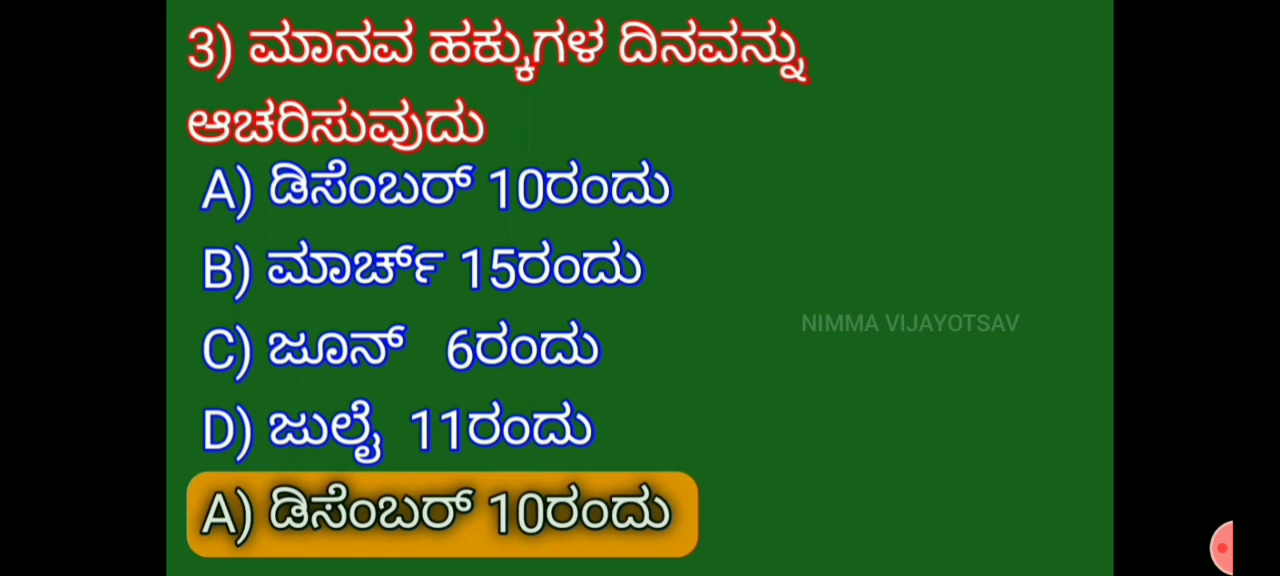 3) ಮಾನವ ಹಕ್ಕುಗಳ ದಿನವನ್ನು
ಆಚರಿಸುವುದು
A) ಡಿಸೆಂಬರ್ 10ರಂದು
B) ಮಾರ್ಚ್ 15ರಂದು
C) ಜೂನ್ 6ರಂದು
D) ಜುಲೈ 11ರಂದು
A) ಡಿಸೆಂಬರ್ 10ರಂದು
NIMMA VIJAYOTSAV